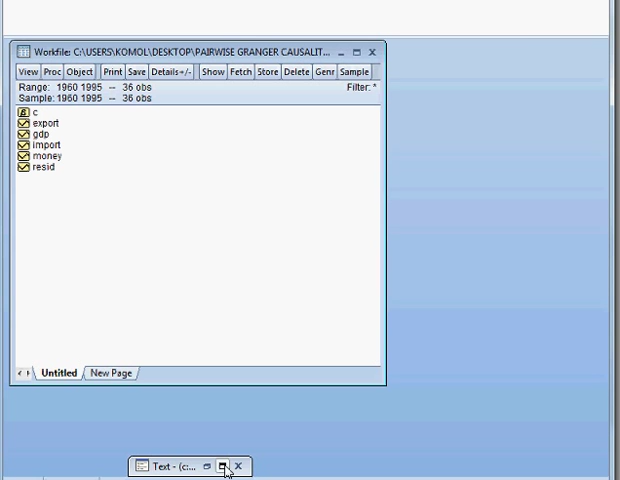 Workfile: C:\USERS\KOMOL\DESKTOP\PAIRWISE GRANGER CAUSALIT...
View Proc Object Print Save Details+/- Show Fetch Store Delete Genr Sample
Range: 1960 1995 -- 36 obs Filter: *
Sample: 1960 1995 -- 36 obs
β c
export
gdp
import
money
resid
Untitled New Page
Text - (c:...